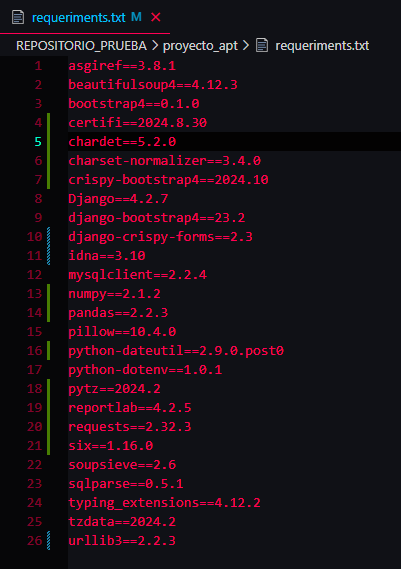 requeriments.txt M
REPOSITORIO_PRUEBA > proyecto_apt > requeriments.txt
1 asgiref==3.8.1
2 beautifulsoup4==4.12.3
3 bootstrap4==0.1.0
4 certifi==2024.8.30
5 chardet==5.2.0
6 charset-normalizer==3.4.0
7 crispy-bootstrap4==2024.10
8 Django==4.2.7
9 django-bootstrap4==23.2
10 django-crispy-forms==2.3
11 idna==3.10
12 mysqlclient==2.2.4
13 numpy==2.1.2
14 pandas==2.2.3
15 pillow==10.4.0
16 python-dateutil==2.9.0.post0
17 python-dotenv==1.0.1
18 pytz==2024.2
19 reportlab==4.2.5
20 requests==2.32.3
21 six==1.16.0
22 soupsieve==2.6
23 sqlparse==0.5.1
24 typing_extensions==4.12.2
25 tzdata==2024.2
26 urllib3==2.2.3